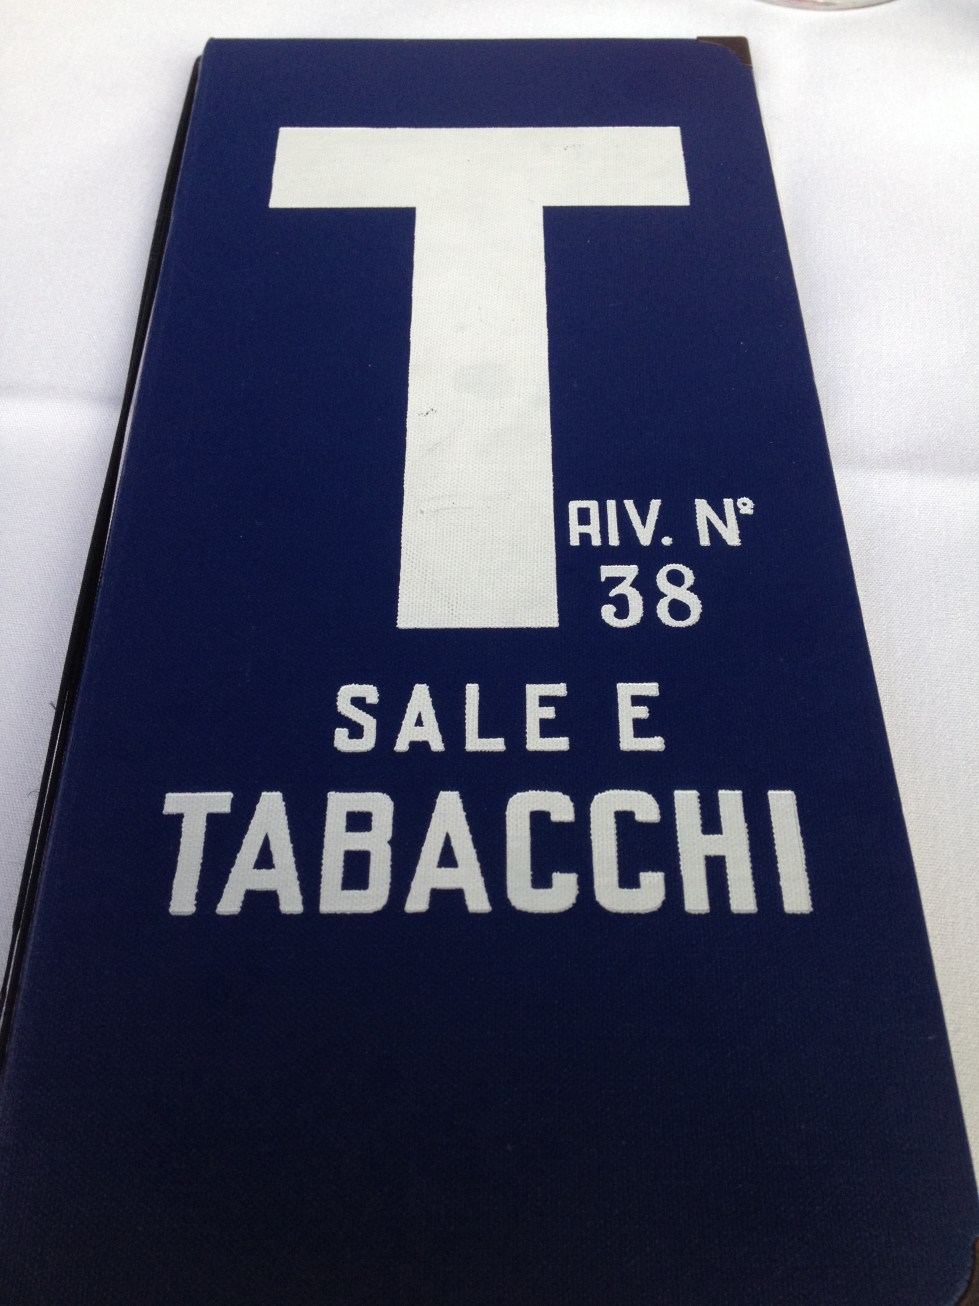 T
RIV. Nº
38
SALE E
TABACCHI